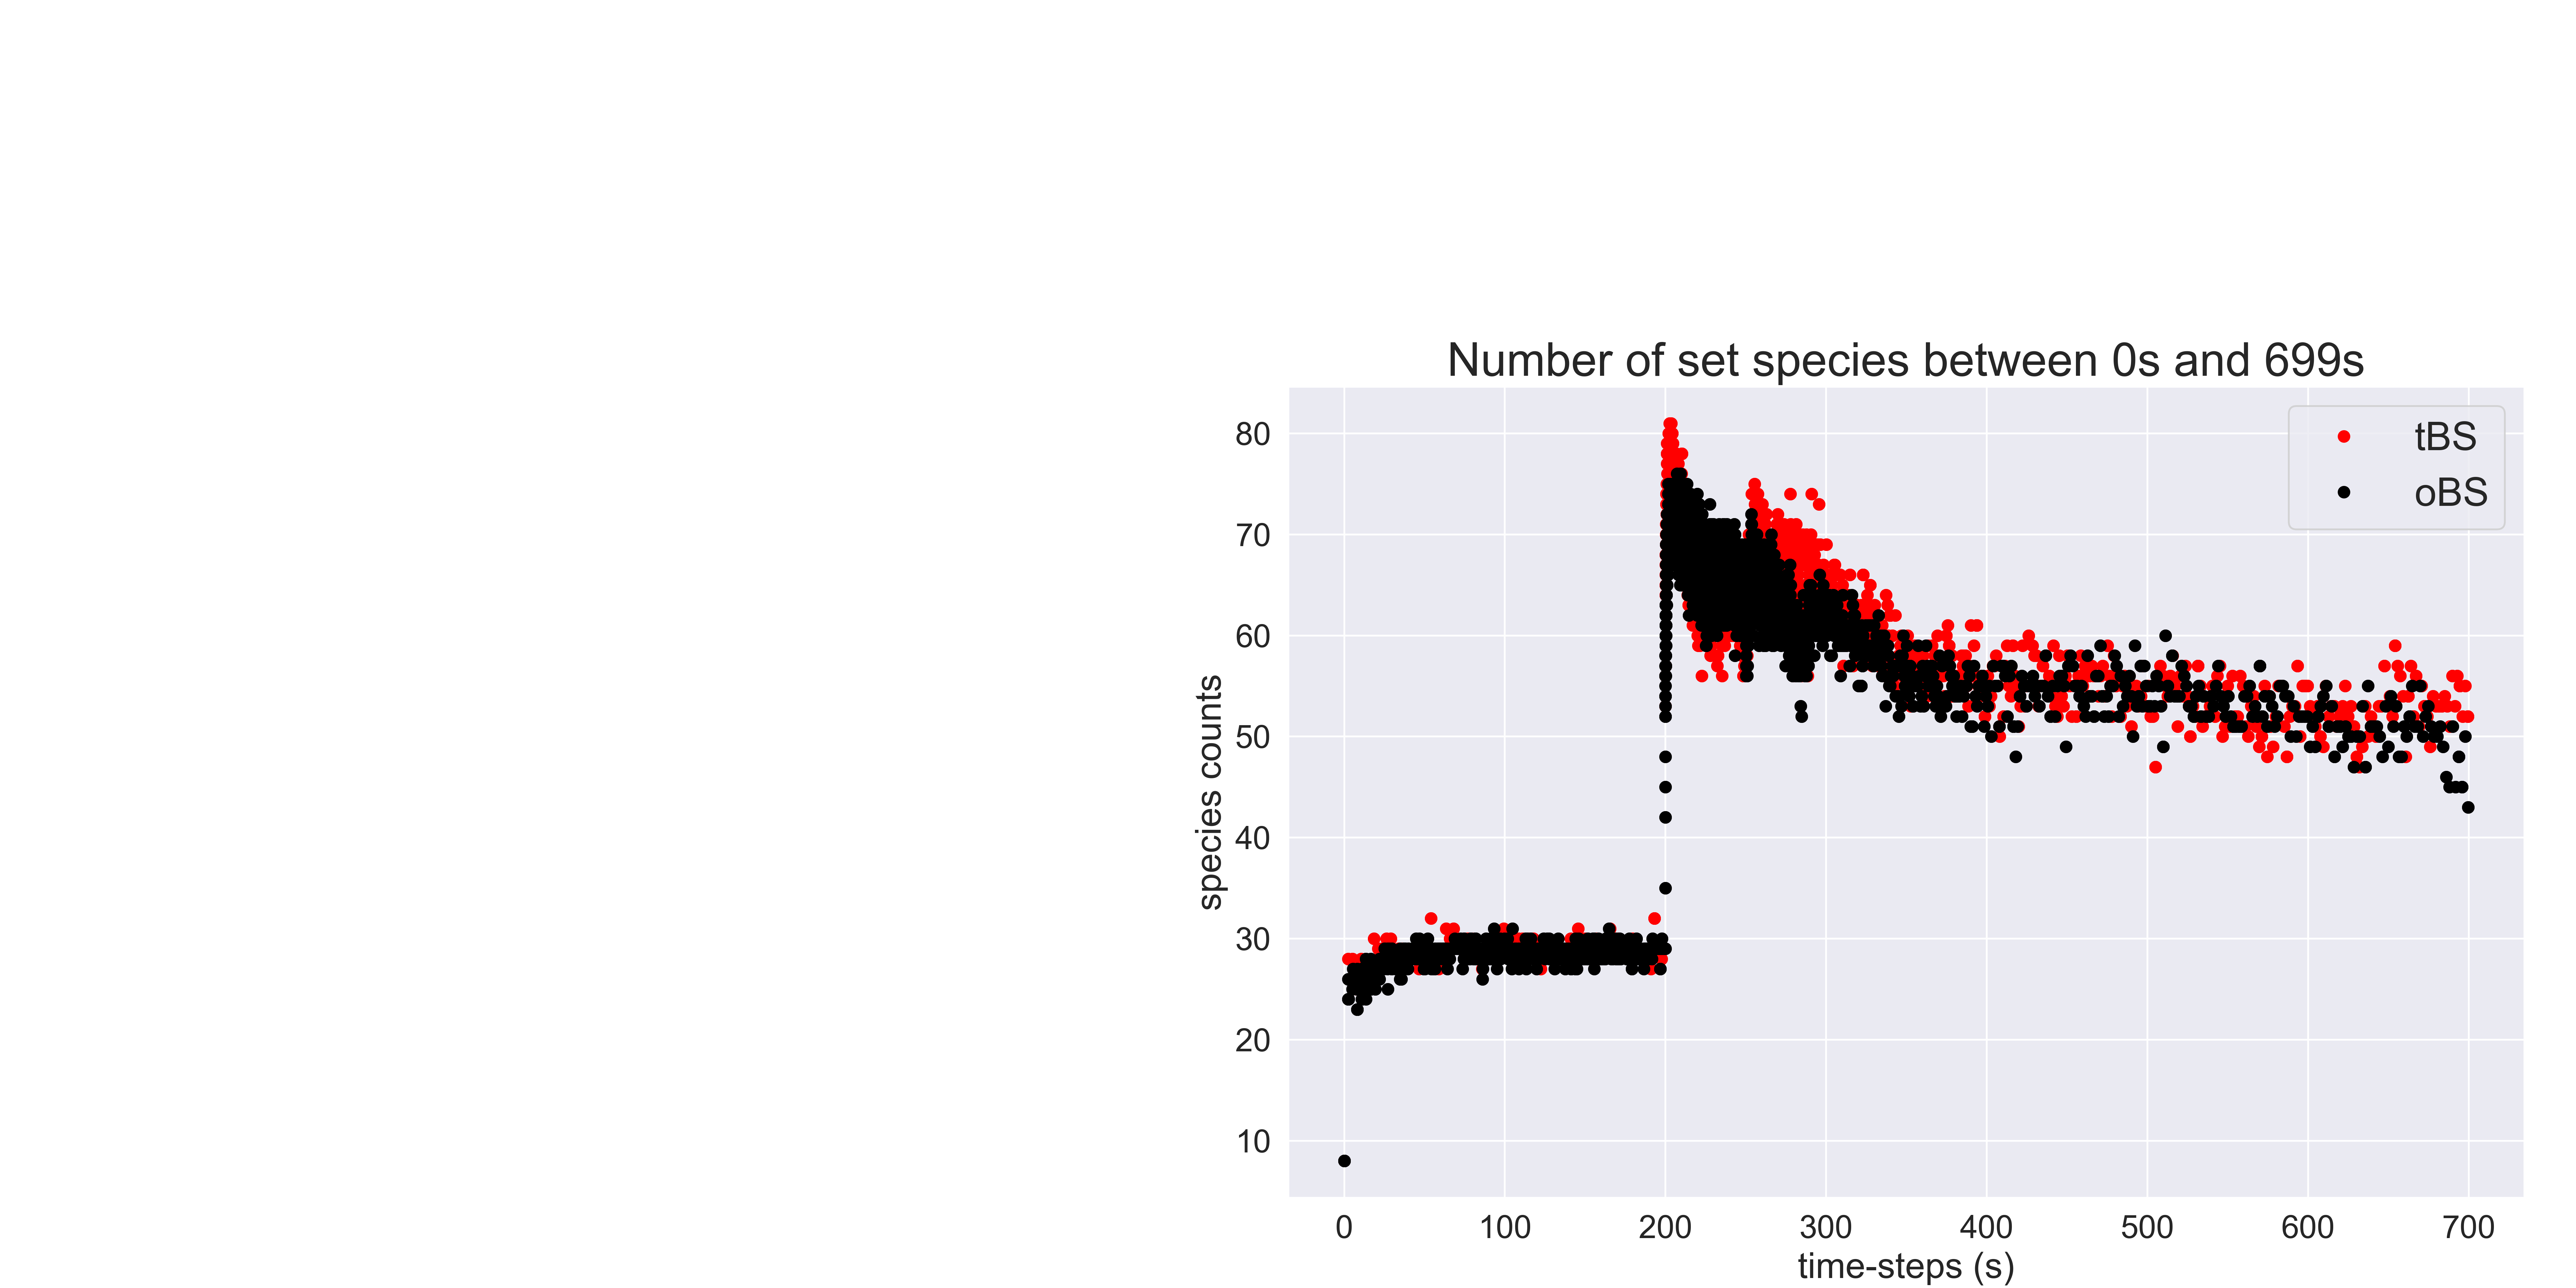 Number of set species between 0s and 699s
tBS
oBS
80
70
60
50
40
30
20
10
species counts
0 100 200 300 400 500 600 700
time-steps (s)